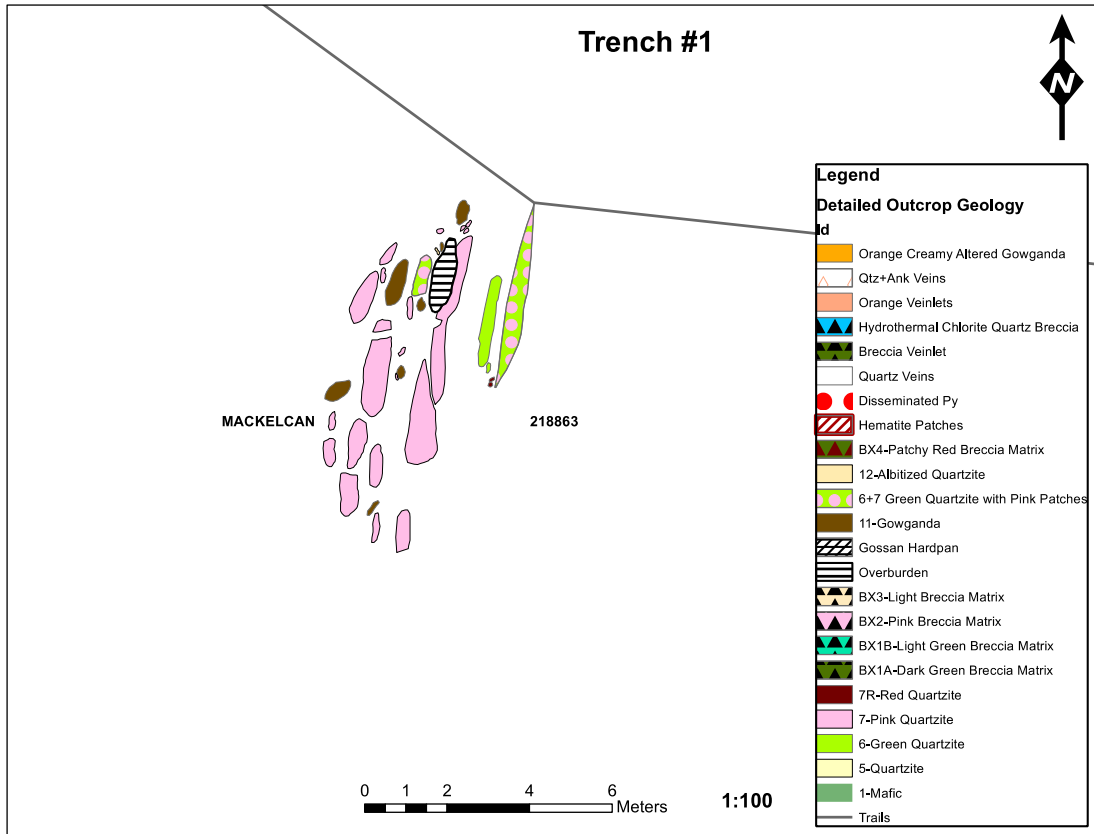 Trench #1
N
Legend
Detailed Outcrop Geology
Id
Orange Creamy Altered Gowganda
Qtz+Ank Veins
Orange Veinlets
Hydrothermal Chlorite Quartz Breccia
Breccia Veinlet
Quartz Veins
Disseminated Py
Hematite Patches
BX4-Patchy Red Breccia Matrix
12-Albitized Quartzite
6+7 Green Quartzite with Pink Patches
11-Gowganda
Gossan Hardpan
Overburden
BX3-Light Breccia Matrix
BX2-Pink Breccia Matrix
BX1B-Light Green Breccia Matrix
BX1A-Dark Green Breccia Matrix
7R-Red Quartzite
7-Pink Quartzite
6-Green Quartzite
5-Quartzite
1-Mafic
Trails
MACKELCAN
218863
0 1 2 4 6
Meters
1:100